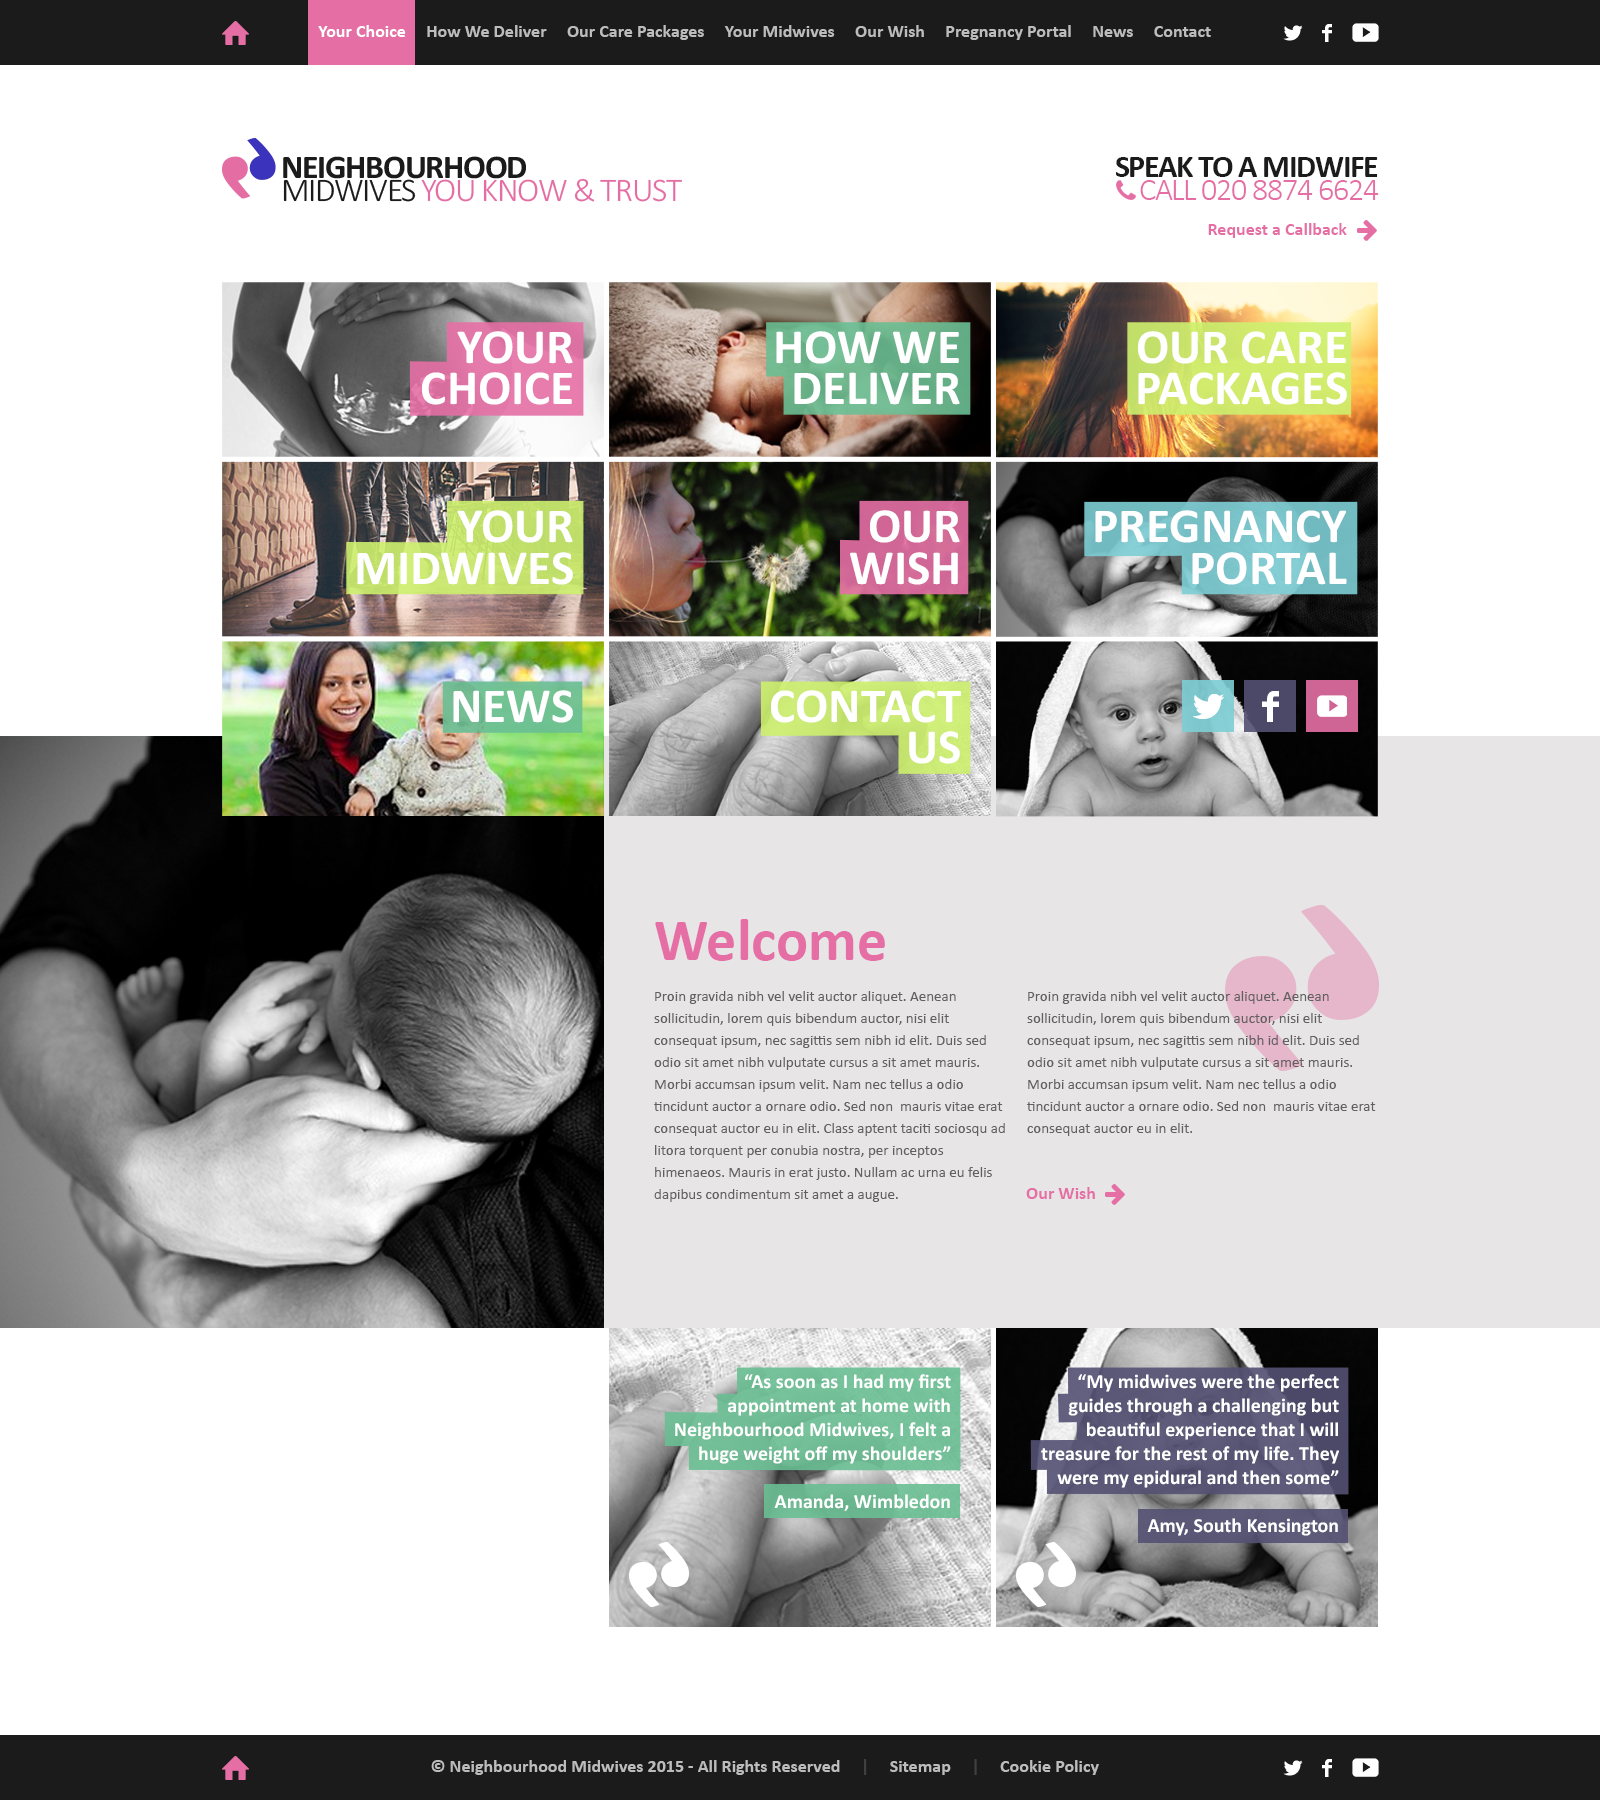 Your Choice How We Deliver Our Care Packages Your Midwives Our Wish Pregnancy Portal News Contact
NEIGHBOURHOOD
MIDWIVES YOU KNOW & TRUST
SPEAK TO A MIDWIFE
CALL 020 8874 6624
Request a Callback
YOUR
CHOICE
HOW WE
DELIVER
OUR CARE
PACKAGES
YOUR
MIDWIVES
OUR
WISH
PREGNANCY
PORTAL
NEWS
CONTACT
US
Welcome
Proin gravida nibh vel velit auctor aliquet. Aenean
sollicitudin, lorem quis bibendum auctor, nisi elit
consequat ipsum, nec sagittis sem nibh id elit. Duis sed
odio sit amet nibh vulputate cursus a sit amet mauris.
Morbi accumsan ipsum velit. Nam nec tellus a odio
tincidunt auctor a ornare odio. Sed non  mauris vitae erat
consequat auctor eu in elit. Class aptent taciti sociosqu ad
litora torquent per conubia nostra, per inceptos
himenaeos. Mauris in erat justo. Nullam ac urna eu felis
dapibus condimentum sit amet a augue.
Proin gravida nibh vel velit auctor aliquet. Aenean
sollicitudin, lorem quis bibendum auctor, nisi elit
consequat ipsum, nec sagittis sem nibh id elit. Duis sed
odio sit amet nibh vulputate cursus a sit amet mauris.
Morbi accumsan ipsum velit. Nam nec tellus a odio
tincidunt auctor a ornare odio. Sed non  mauris vitae erat
consequat auctor eu in elit.
Our Wish
“As soon as I had my first
appointment at home with
Neighbourhood Midwives, I felt a
huge weight off my shoulders”
Amanda, Wimbledon
“My midwives were the perfect
guides through a challenging but
beautiful experience that I will
treasure for the rest of my life. They
were my epidural and then some”
Amy, South Kensington
© Neighbourhood Midwives 2015 - All Rights Reserved | Sitemap | Cookie Policy